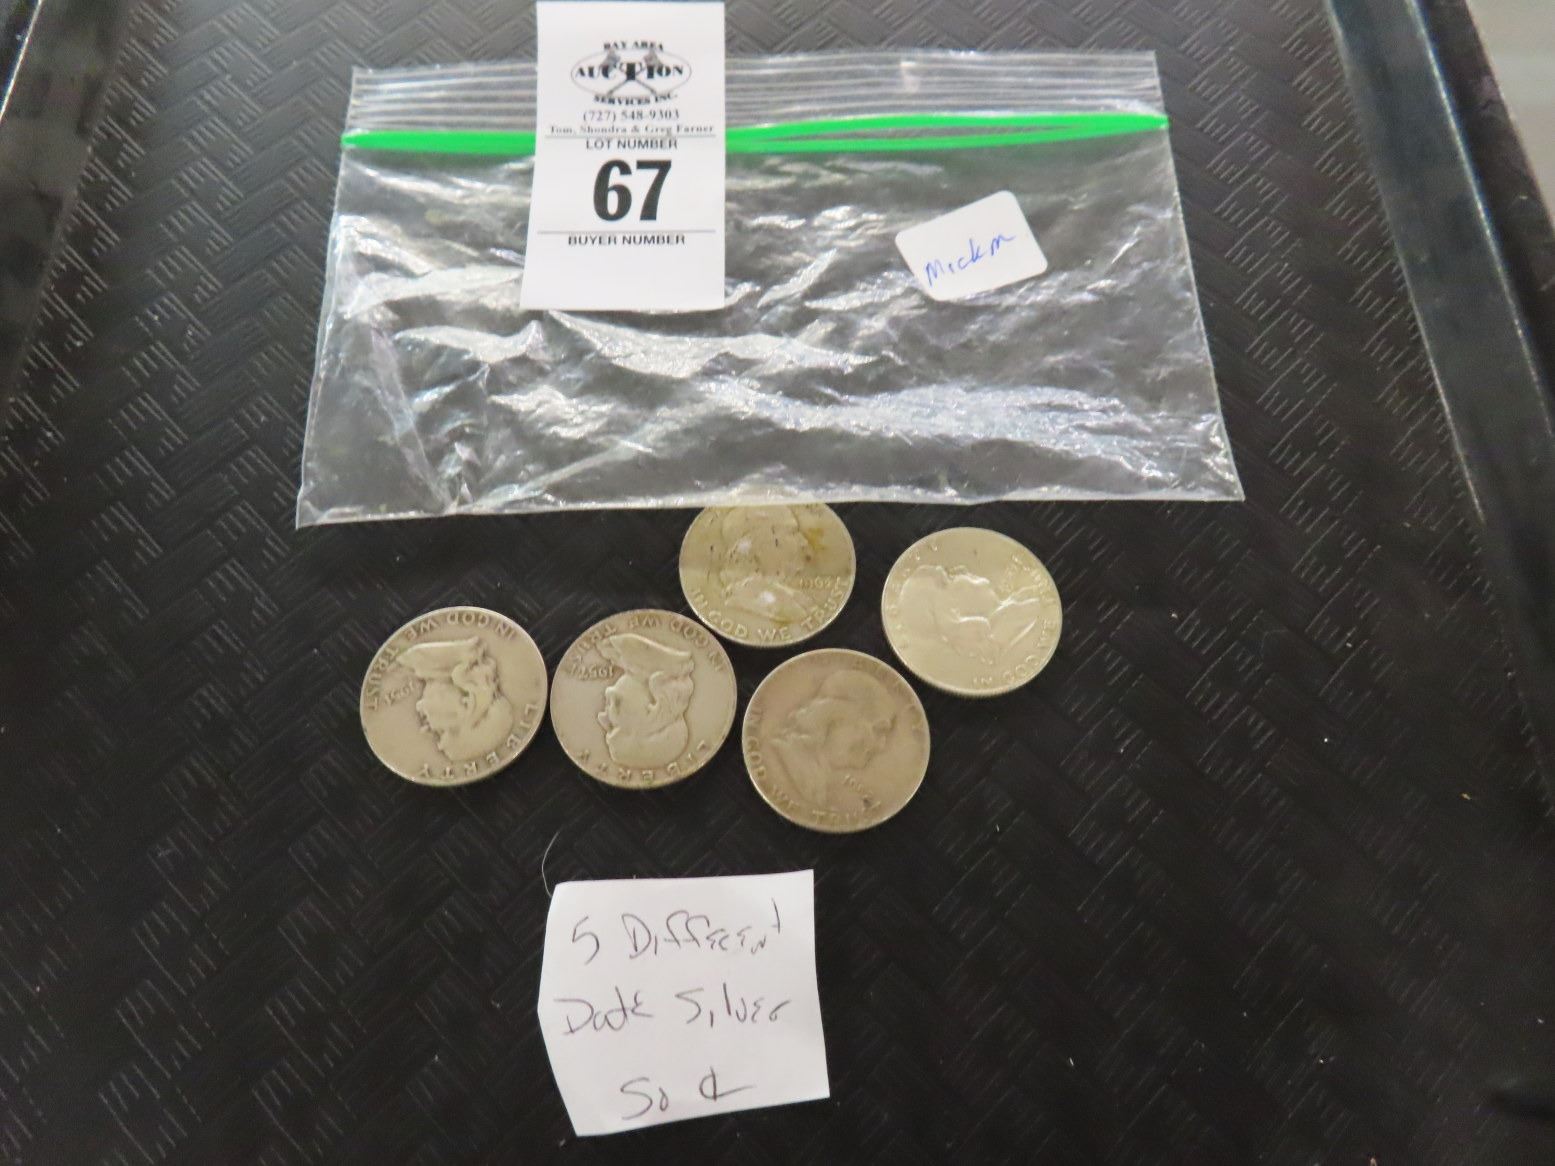 BAY AREA
AUCTION
SERVICES INC.
(727) 548-9303
Tom, Shondra & Greg Farner
LOT NUMBER
67
BUYER NUMBER
Mickm
IN GOD WE TRUST
LIBERTY
IN GOD WE TRUST
1957
LIBERTY
IN GOD WE TRUST
IN GOD WE
IN GOD WE TRUST
5 Different
Date Silver
50 ¢